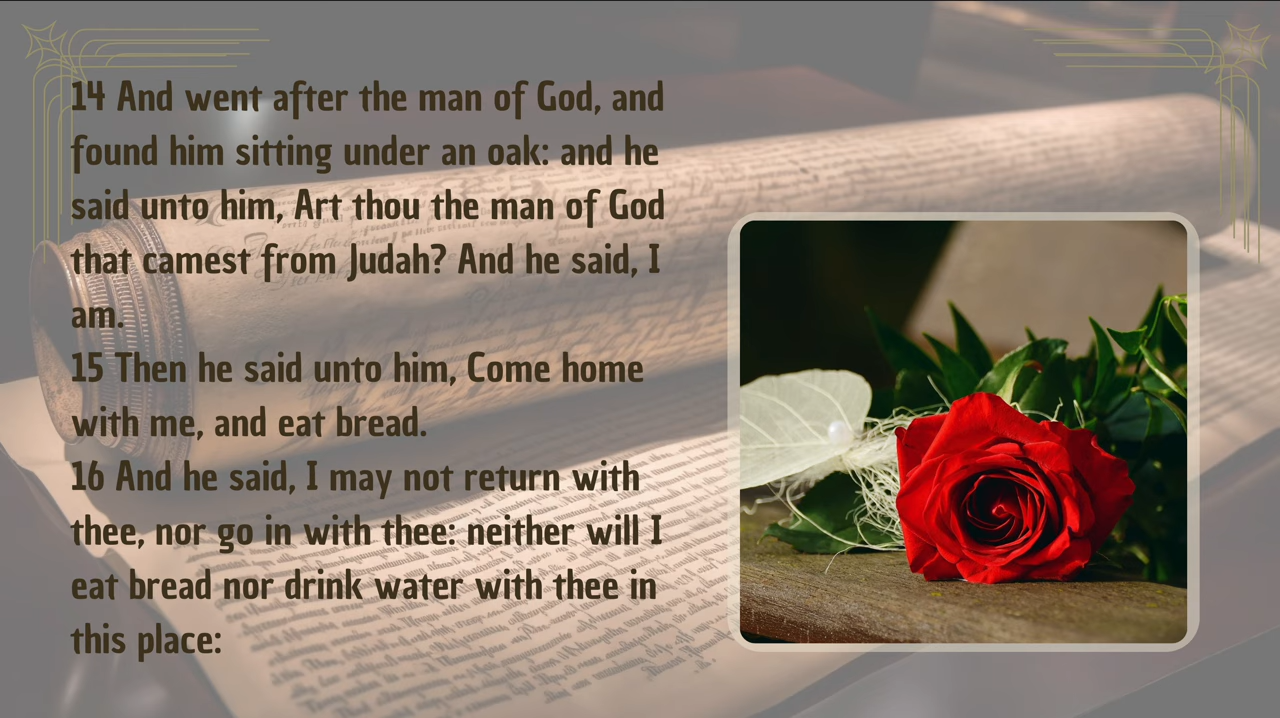 14 And went after the man of God, and
found him sitting under an oak: and he
said unto him, Art thou the man of God
that camest from Judah? And he said, I
am.
15 Then he said unto him, Come home
with me, and eat bread.
16 And he said, I may not return with
thee, nor go in with thee: neither will I
eat bread nor drink water with thee in
this place: